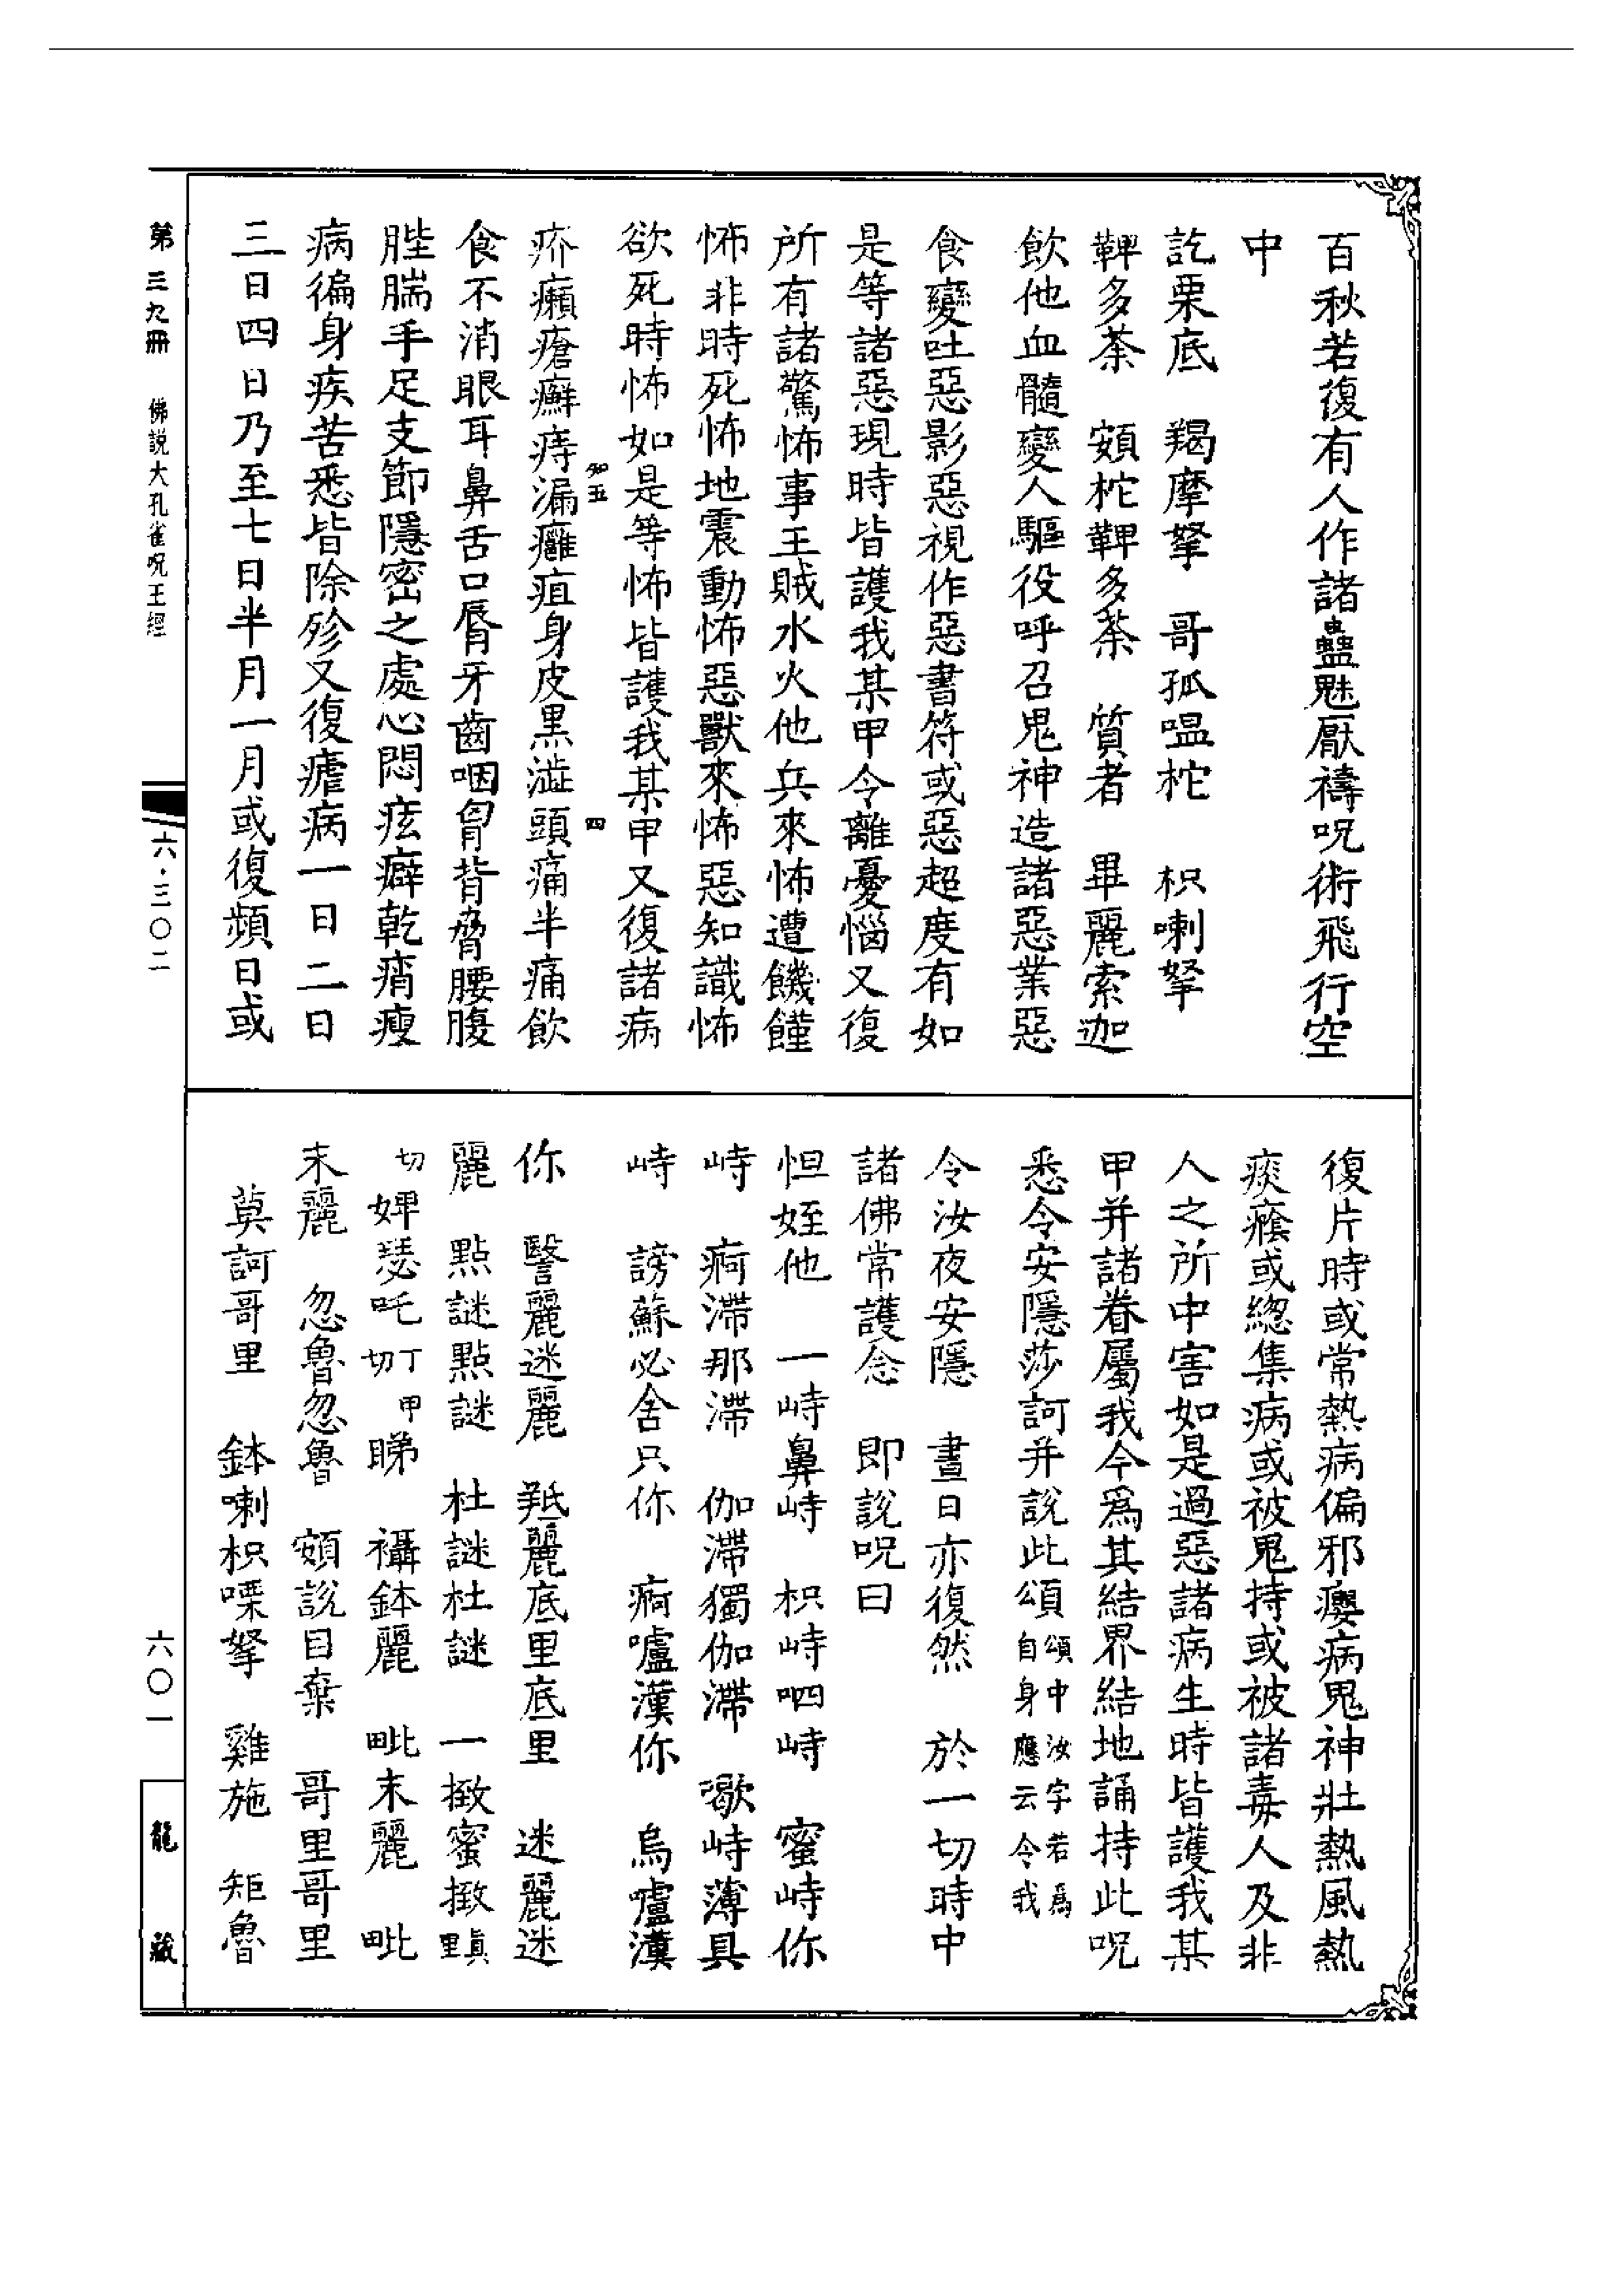 百秋若復有人作諸蠱魅厭禱呪術飛行空
中
訖栗底　羯摩拏　哥孤嗢柁　枳喇拏
鞞多荼　頞柁鞞多荼　質者　畢麗索迦
飲他血髓變人驅役呼召鬼神造諸惡業惡
食變吐惡影惡視作惡書符或惡超度有如
是等諸惡現時皆護我某甲令離憂惱又復
所有諸驚怖事王賊水火他兵來怖遭饑饉
怖非時死怖地震動怖惡獸來怖惡知識怖
欲死時怖如是等怖皆護我某甲又復諸病
知五
四
疥癩瘡癬痔漏癰疽身皮黑澁頭痛半痛飲
食不消眼耳鼻舌口脣牙齒咽胷背脅腰腹
髀腨手足支節隱密之處心悶痃癖乾痟瘦
病徧身疾苦悉皆除殄又復瘧病一日二日
三日四日乃至七日半月一月或復頻日或
復片時或常熱病偏邪癭病鬼神壯熱風熱
痰癊或總集病或被鬼持或被諸毒人及非
人之所中害如是過惡諸病生時皆護我某
甲并諸眷屬我今爲其結界結地誦持此呪
悉令安隱莎訶并說此頌頌中汝字若爲自身應云令我
令汝夜安隱　晝日亦復然　於一切時中
諸佛常護念　即說呪曰
怛姪他　一峙鼻峙　枳峙呬峙　蜜峙你
峙　痾滯那滯　伽滯獨伽滯　歇峙薄具
峙　謗蘇必舍只你　痾嚧漢你　烏嚧漢
你　瞖麗迷麗　羝麗底里底里　迷麗迷
麗　點謎點謎　杜謎杜謎　一撴蜜撴里寘
切婢瑟吒丁甲切睇　襵鉢麗　毗末麗　毗
末麗　忽魯忽魯　頞說目棄　哥里哥里
莫訶哥里　鉢喇枳㗚拏　雞施　矩魯
第三九冊　佛說大孔雀呪王經
六·三〇二
六〇一
龍藏